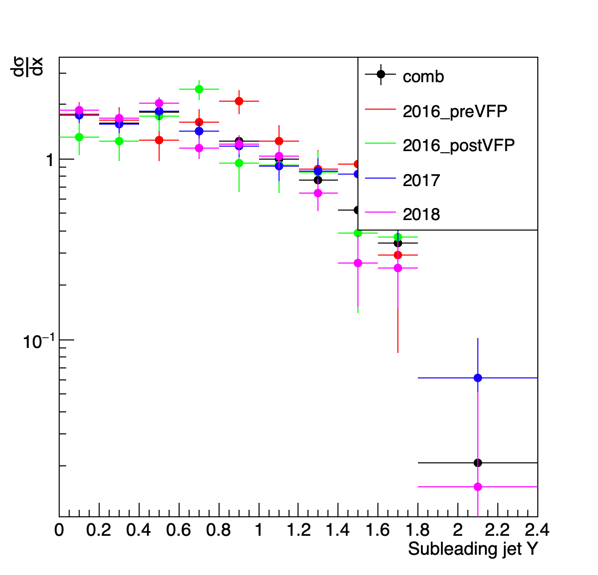 dσ
dx
comb
2016_preVFP
2016_postVFP
2017
2018
1
10⁻¹
0 0.2 0.4 0.6 0.8 1 1.2 1.4 1.6 1.8 2 2.2 2.4
Subleading jet Y